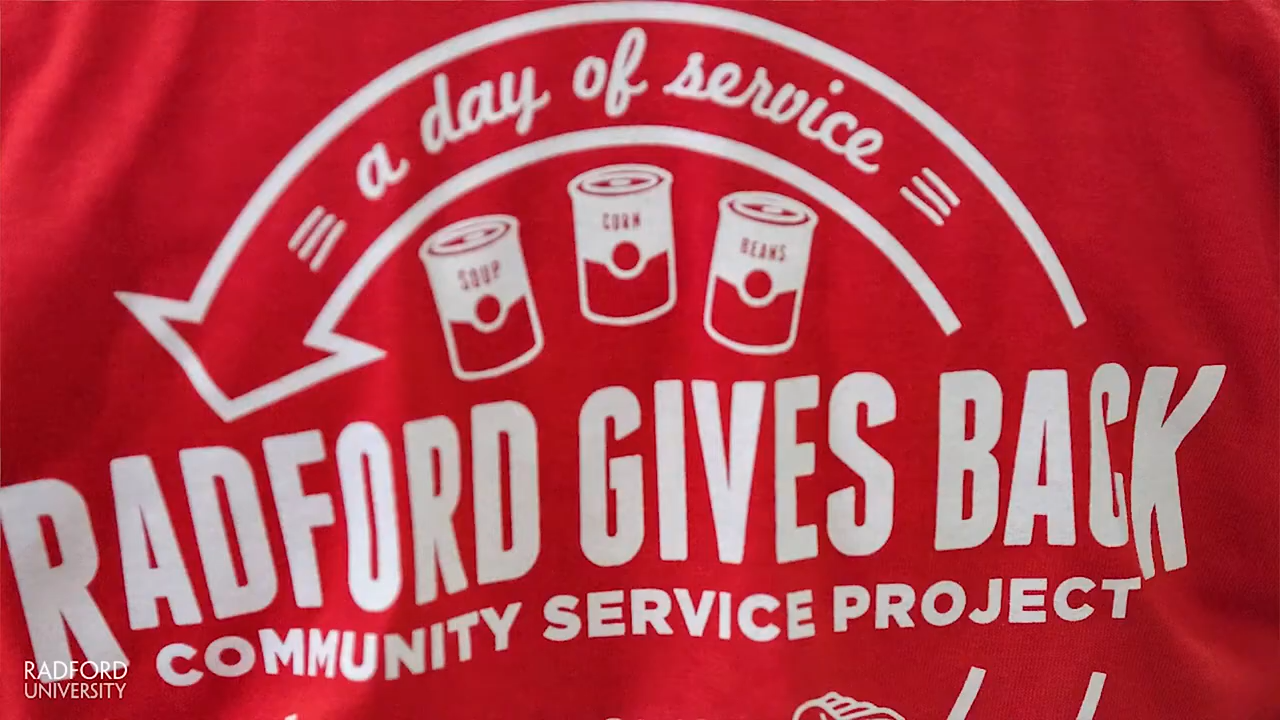 a day of service
SOUP
CORN
BEANS
RADFORD GIVES BACK
COMMUNITY SERVICE PROJECT
RADFORD
UNIVERSITY